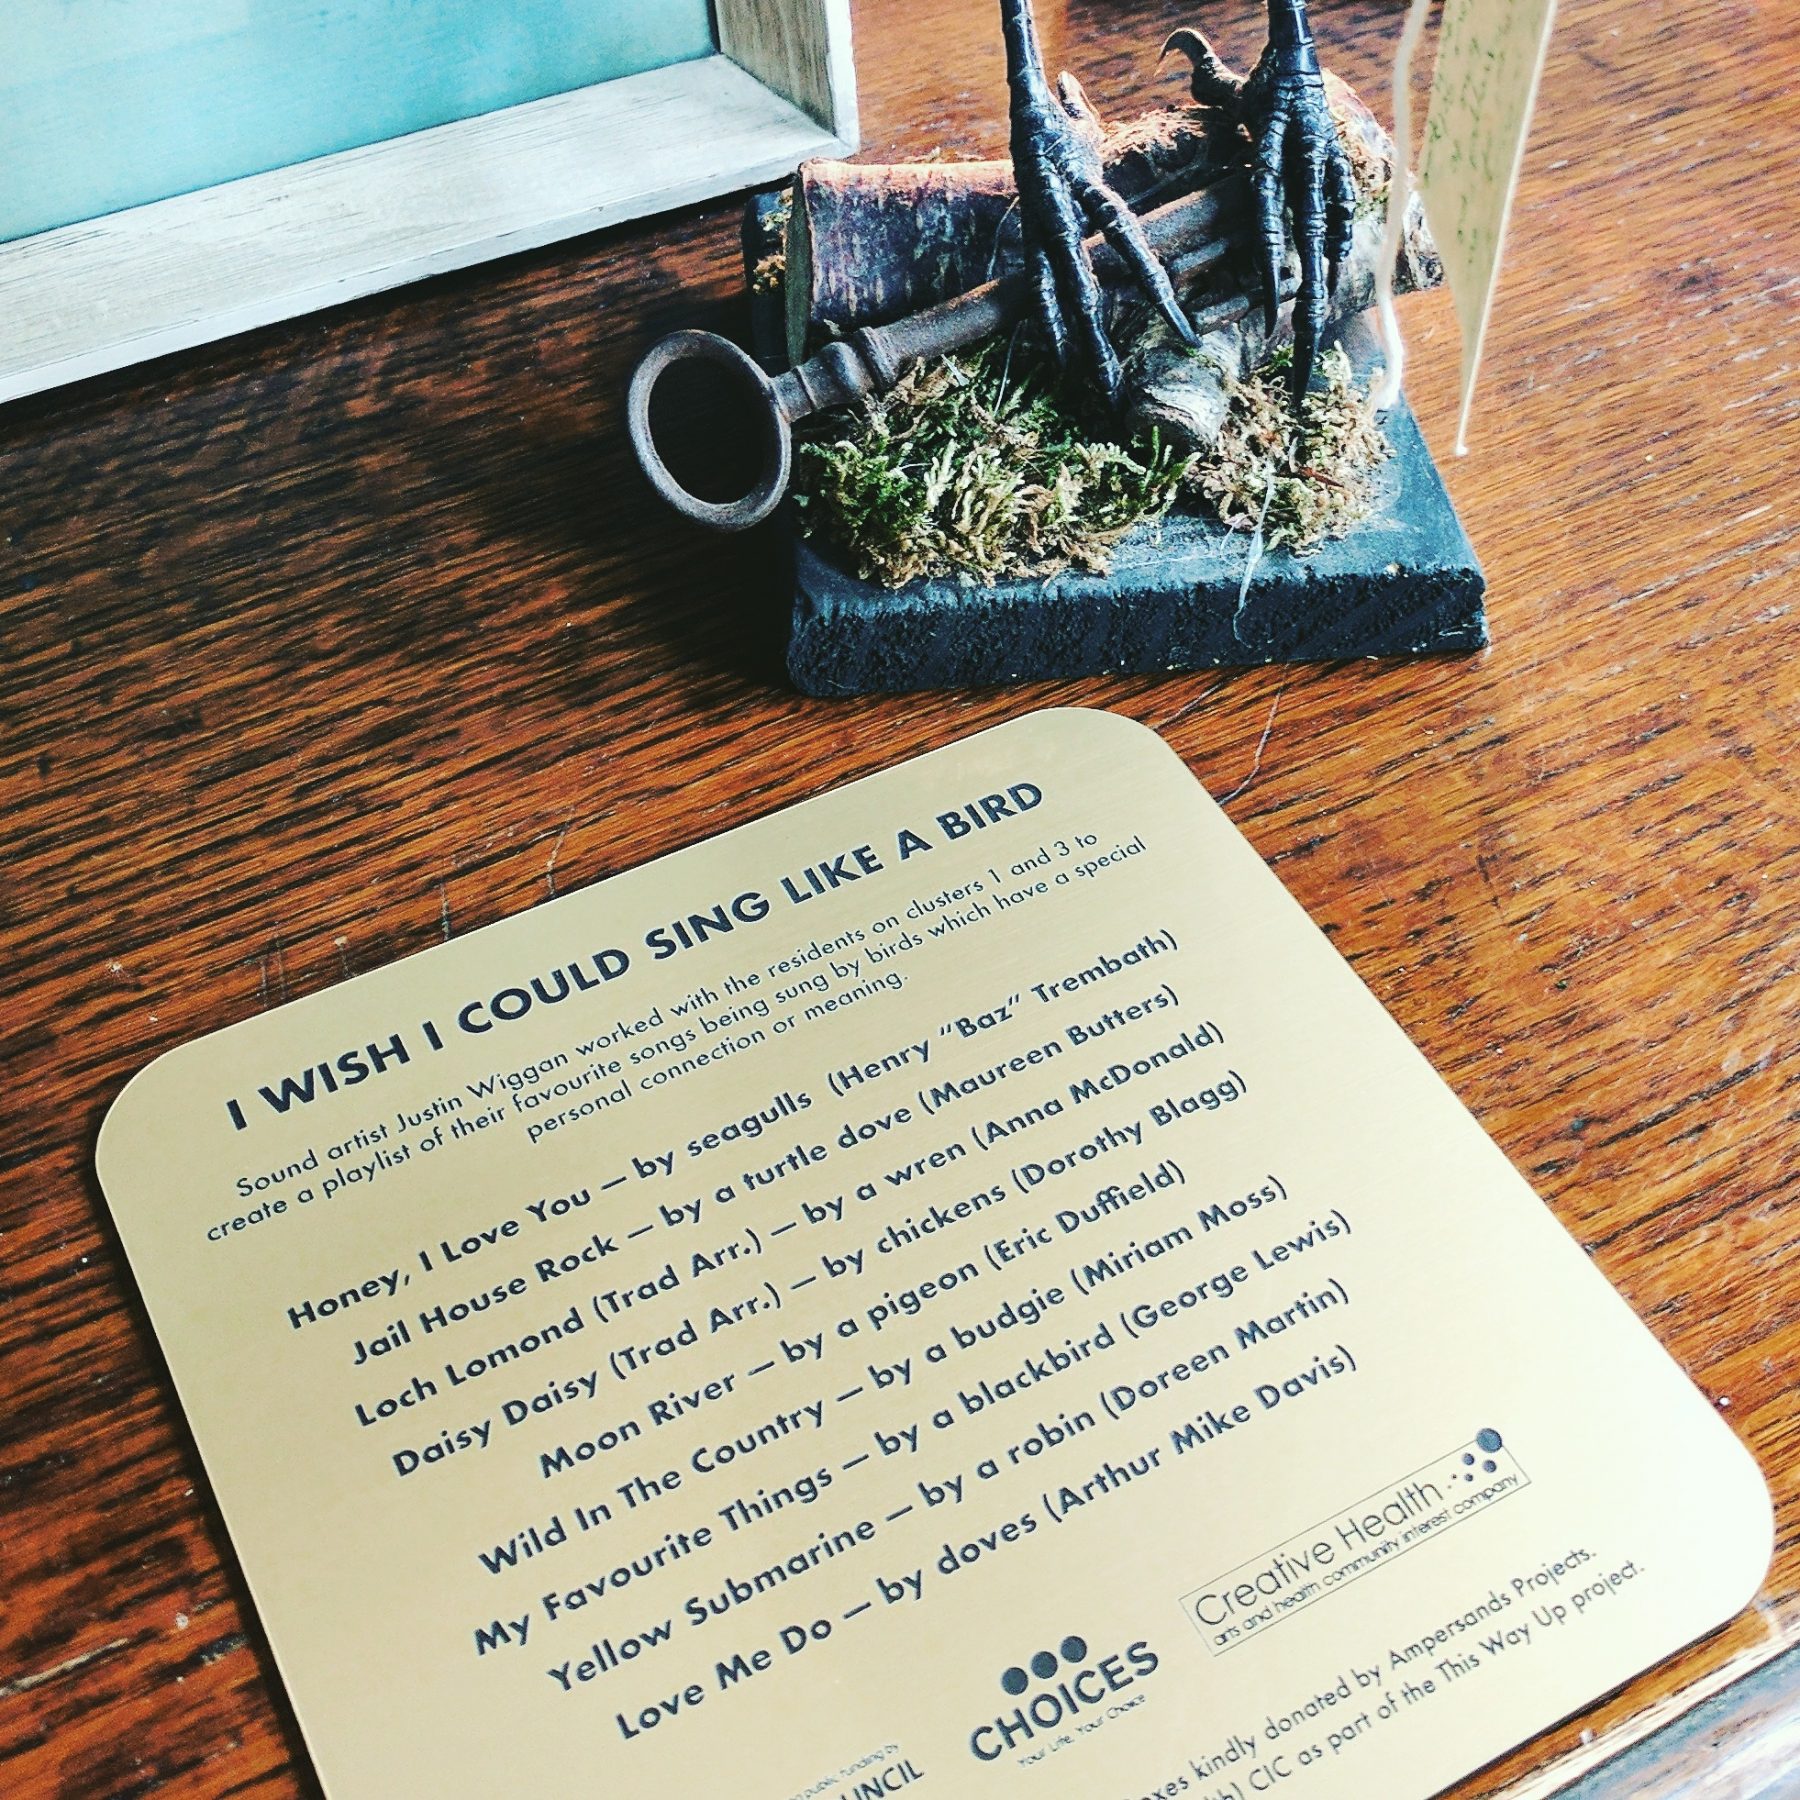 I WISH I COULD SING LIKE A BIRD
Sound artist Justin Wiggan worked with the residents on clusters 1 and 3 to
create a playlist of their favourite songs being sung by birds which have a special
personal connection or meaning.
Honey, I Love You – by seagulls (Henry “Baz” Trembath)
Jail House Rock – by a turtle dove (Maureen Butters)
Loch Lomond (Trad Arr.) – by a wren (Anna McDonald)
Daisy Daisy (Trad Arr.) – by chickens (Dorothy Blagg)
Moon River – by a pigeon (Eric Duffield)
Wild In The Country – by a budgie (Miriam Moss)
My Favourite Things – by a blackbird (George Lewis)
Yellow Submarine – by a robin (Doreen Martin)
Love Me Do – by doves (Arthur Mike Davis)
public funding by
CHOICES
Your Life, Your Choice
Creative Health
arts and health community interest company
kindly donated by Ampersands Projects.
CIC as part of the This Way Up project.